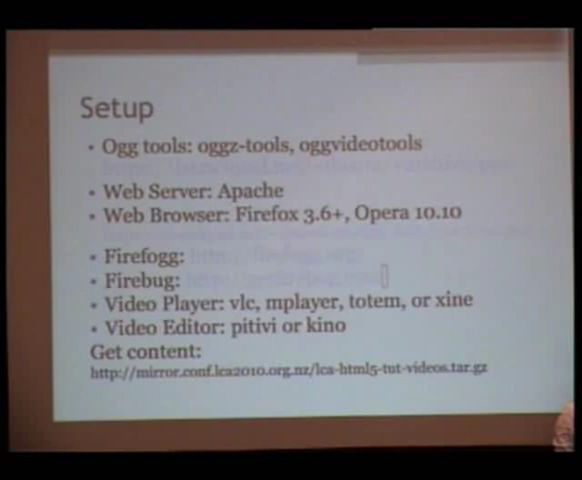 Setup
• Ogg tools: oggz-tools, oggvideotools
• Web Server: Apache
• Web Browser: Firefox 3.6+, Opera 10.10
• Firefogg:
• Firebug:
• Video Player: vlc, mplayer, totem, or xine
• Video Editor: pitivi or kino
Get content:
http://mirror.conf.lca2010.org.nz/lca-html5-tut-videos.tar.gz